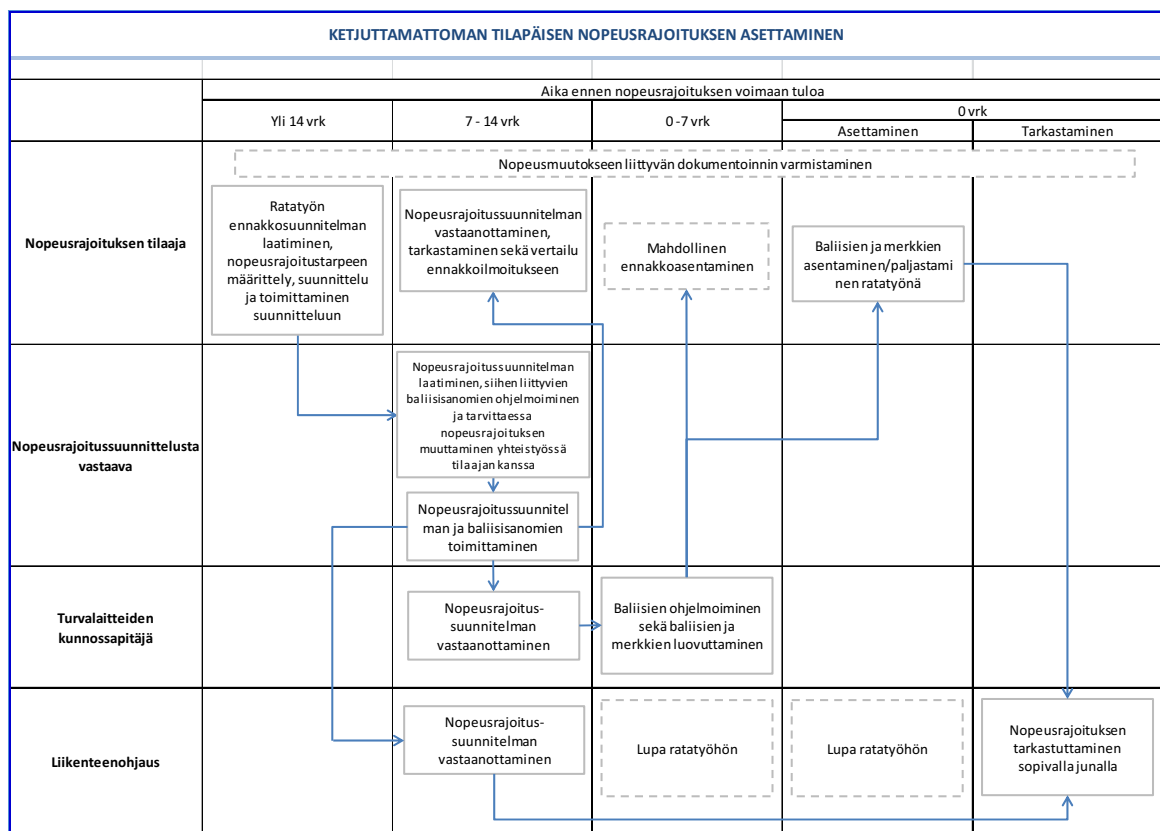 KETJUTTAMATTOMAN TILAPÄISEN NOPEUSRAJOITUKSEN ASETTAMINEN
Aika ennen nopeusrajoituksen voimaan tuloa
Yli 14 vrk
7 - 14 vrk
0 -7 vrk
0 vrk
Asettaminen
Tarkastaminen
Nopeusrajoituksen tilaaja
Nopeusmuutokseen liittyvän dokumentoinnin varmistaminen
Ratatyön
ennakkosuunnitelman
laatiminen,
nopeusrajoitustarpeen
määrittely, suunnittelu
ja toimittaminen
suunnitteluun
Nopeusrajoitussuunnitelman
vastaanottaminen,
tarkastaminen sekä vertailu
ennakkoilmoitukseen
Mahdollinen
ennakkoasentaminen
Baliisien ja merkkien
asentaminen/paljastami
nen ratatyönä
Nopeusrajoitussuunnittelusta
vastaava
Nopeusrajoitussuunnitelman
laatiminen, siihen liittyvien
baliisisanomien ohjelmoiminen
ja tarvittaessa
nopeusrajoituksen
muuttaminen yhteistyössä
tilaajan kanssa
Nopeusrajoitussuunnitel
man ja baliisisanomien
toimittaminen
Turvalaitteiden
kunnossapitäjä
Nopeusrajoitus-
suunnitelman
vastaanottaminen
Baliisien ohjelmoiminen
sekä baliisien ja
merkkien luovuttaminen
Liikenteenohjaus
Nopeusrajoitus-
suunnitelman
vastaanottaminen
Lupa ratatyöhön
Lupa ratatyöhön
Nopeusrajoituksen
tarkastuttaminen
sopivalla junalla